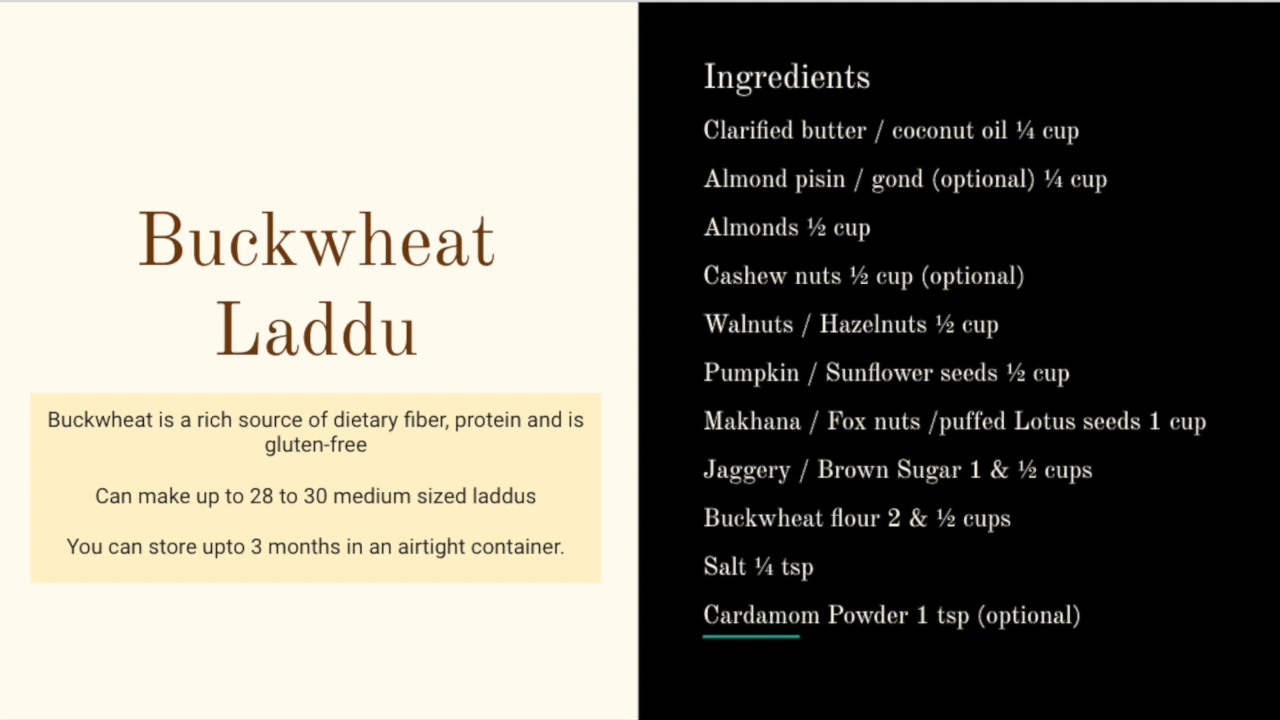 Buckwheat
Laddu
Buckwheat is a rich source of dietary fiber, protein and is
gluten-free
Can make up to 28 to 30 medium sized laddus
You can store upto 3 months in an airtight container.
Ingredients
Clarified butter / coconut oil ¼ cup
Almond pisin / gond (optional) ¼ cup
Almonds ½ cup
Cashew nuts ½ cup (optional)
Walnuts / Hazelnuts ½ cup
Pumpkin / Sunflower seeds ½ cup
Makhana / Fox nuts /puffed Lotus seeds 1 cup
Jaggery / Brown Sugar 1 & ½ cups
Buckwheat flour 2 & ½ cups
Salt ¼ tsp
Cardamom Powder 1 tsp (optional)